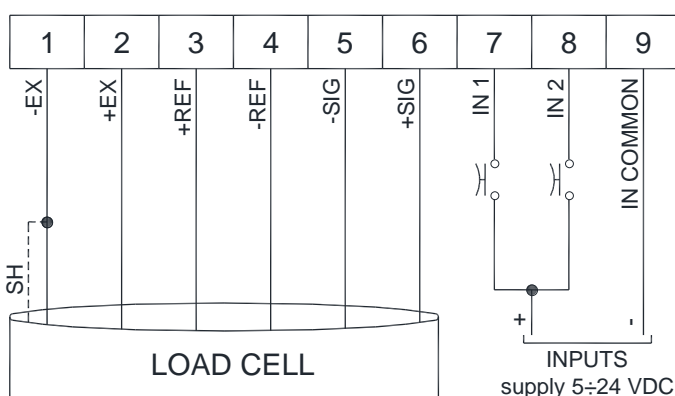 1 2 3 4 5 6 7 8 9
-EX
+EX
+REF
-REF
-SIG
+SIG
IN 1
IN 2
IN COMMON
SH
LOAD CELL
+ -
INPUTS
supply 5÷24 VDC